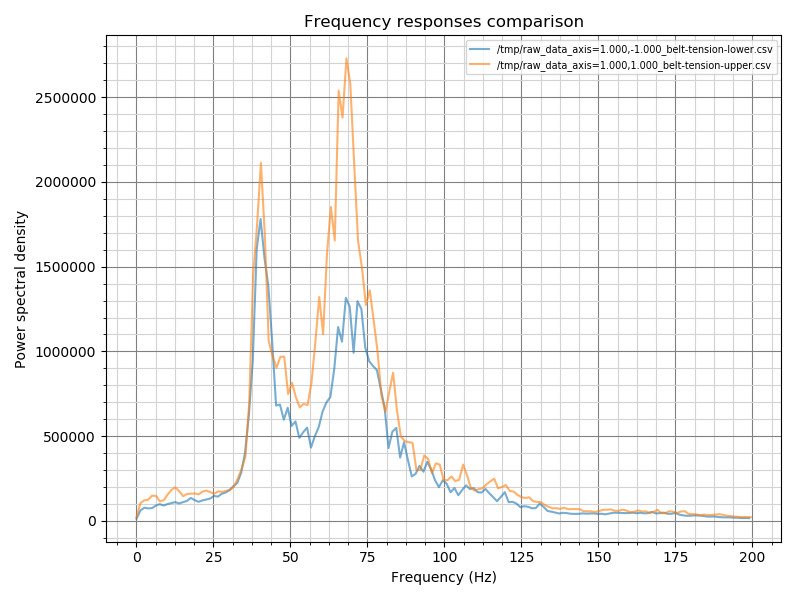 Frequency responses comparison
/tmp/raw_data_axis=1.000,-1.000_belt-tension-lower.csv
/tmp/raw_data_axis=1.000,1.000_belt-tension-upper.csv
Power spectral density
2500000
2000000
1500000
1000000
500000
0
0 25 50 75 100 125 150 175 200
Frequency (Hz)